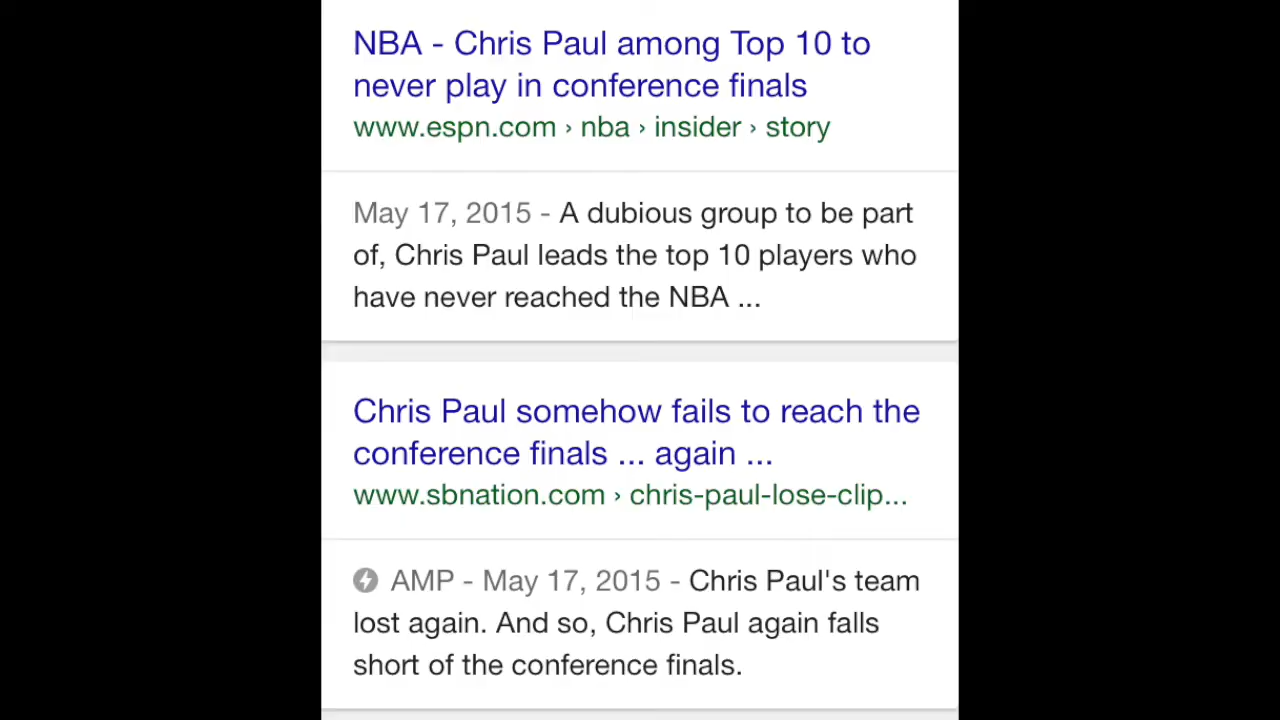 NBA - Chris Paul among Top 10 to
never play in conference finals
www.espn.com › nba › insider › story
May 17, 2015 - A dubious group to be part
of, Chris Paul leads the top 10 players who
have never reached the NBA ...
Chris Paul somehow fails to reach the
conference finals ... again ...
www.sbnation.com › chris-paul-lose-clip...
AMP - May 17, 2015 - Chris Paul's team
lost again. And so, Chris Paul again falls
short of the conference finals.